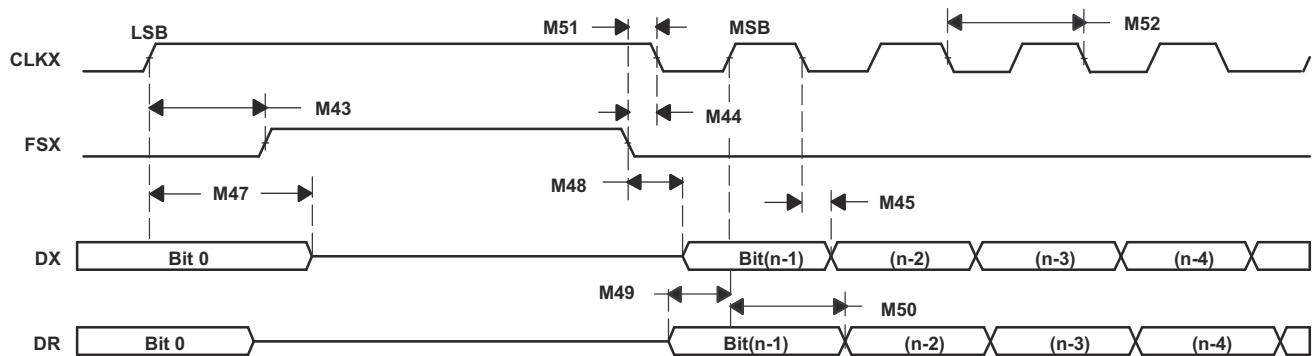 LSB
M51
MSB
M52
CLKX
M43
M44
FSX
M47
M48
M45
DX
Bit 0
Bit(n-1)
(n-2)
(n-3)
(n-4)
M49
M50
DR
Bit 0
Bit(n-1)
(n-2)
(n-3)
(n-4)